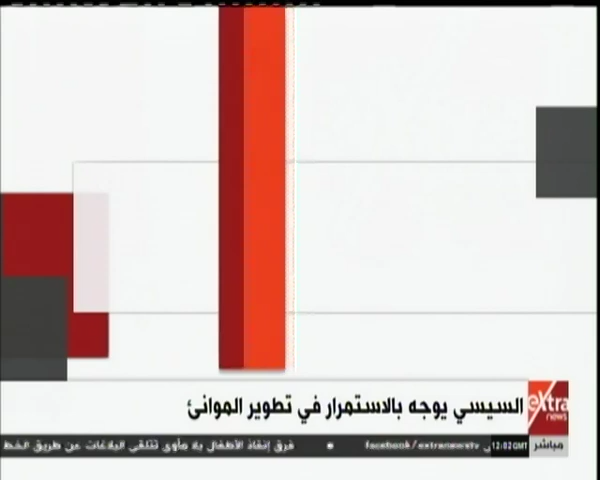 السيسي يوجه بالاستمرار في تطوير الموانئ
eXtra
news
مباشر
12:02 GMT
facebook/extranewstv
فرق إنقاذ الأطفال بلا مأوى تتلقى البلاغات عن طريق الخط